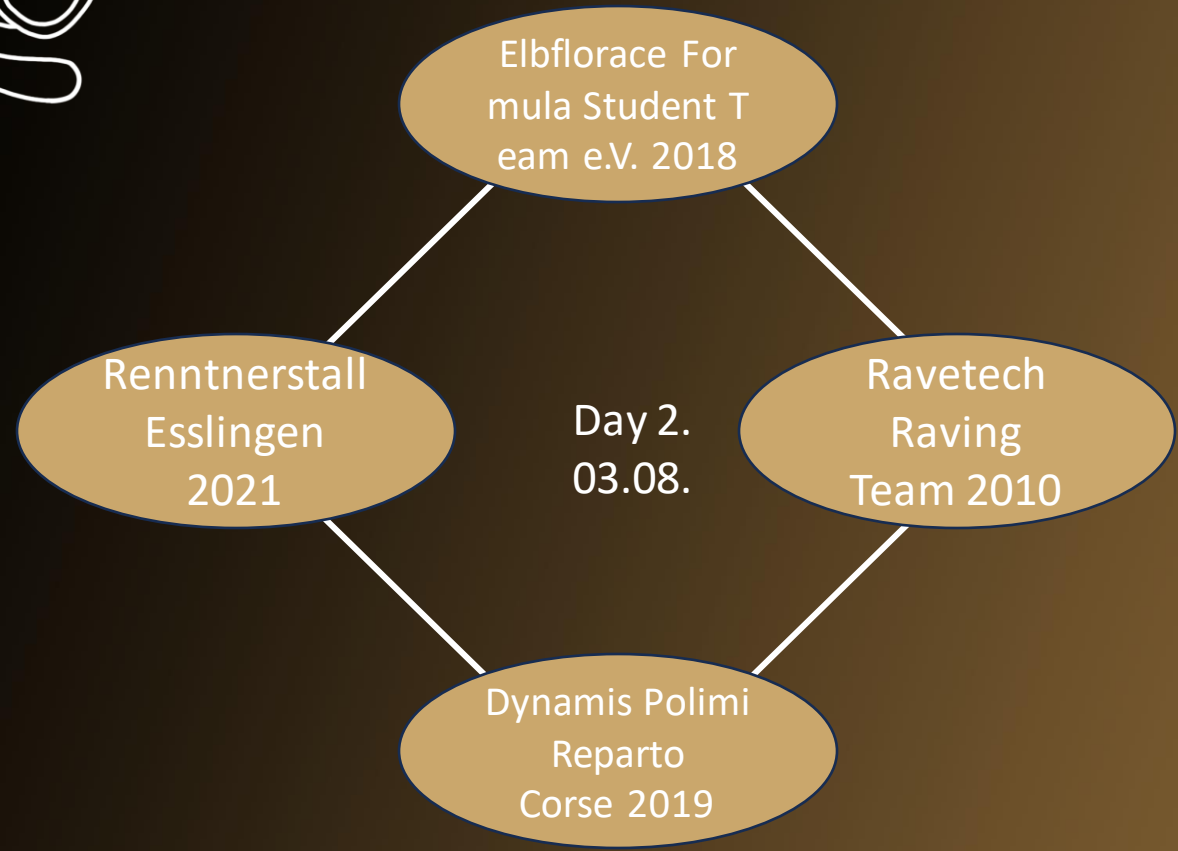 Elbflorace For
mula Student T
eam e.V. 2018
Renntnerstall
Esslingen
2021
Day 2.
03.08.
Ravetech
Raving
Team 2010
Dynamis Polimi
Reparto
Corse 2019